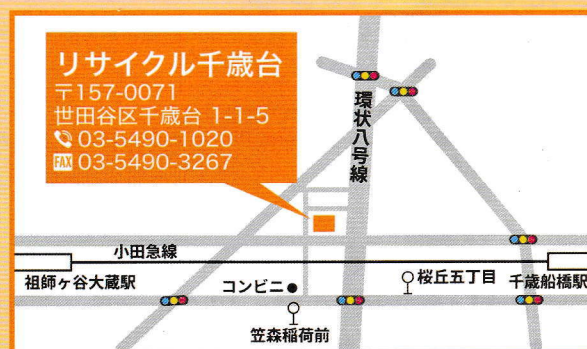 リサイクル千歳台
〒157-0071
世田谷区千歳台 1-1-5
03-5490-1020
FAX 03-5490-3267
環状八号線
小田急線
祖師ヶ谷大蔵駅
コンビニ
桜丘五丁目
千歳船橋駅
笠森稲荷前